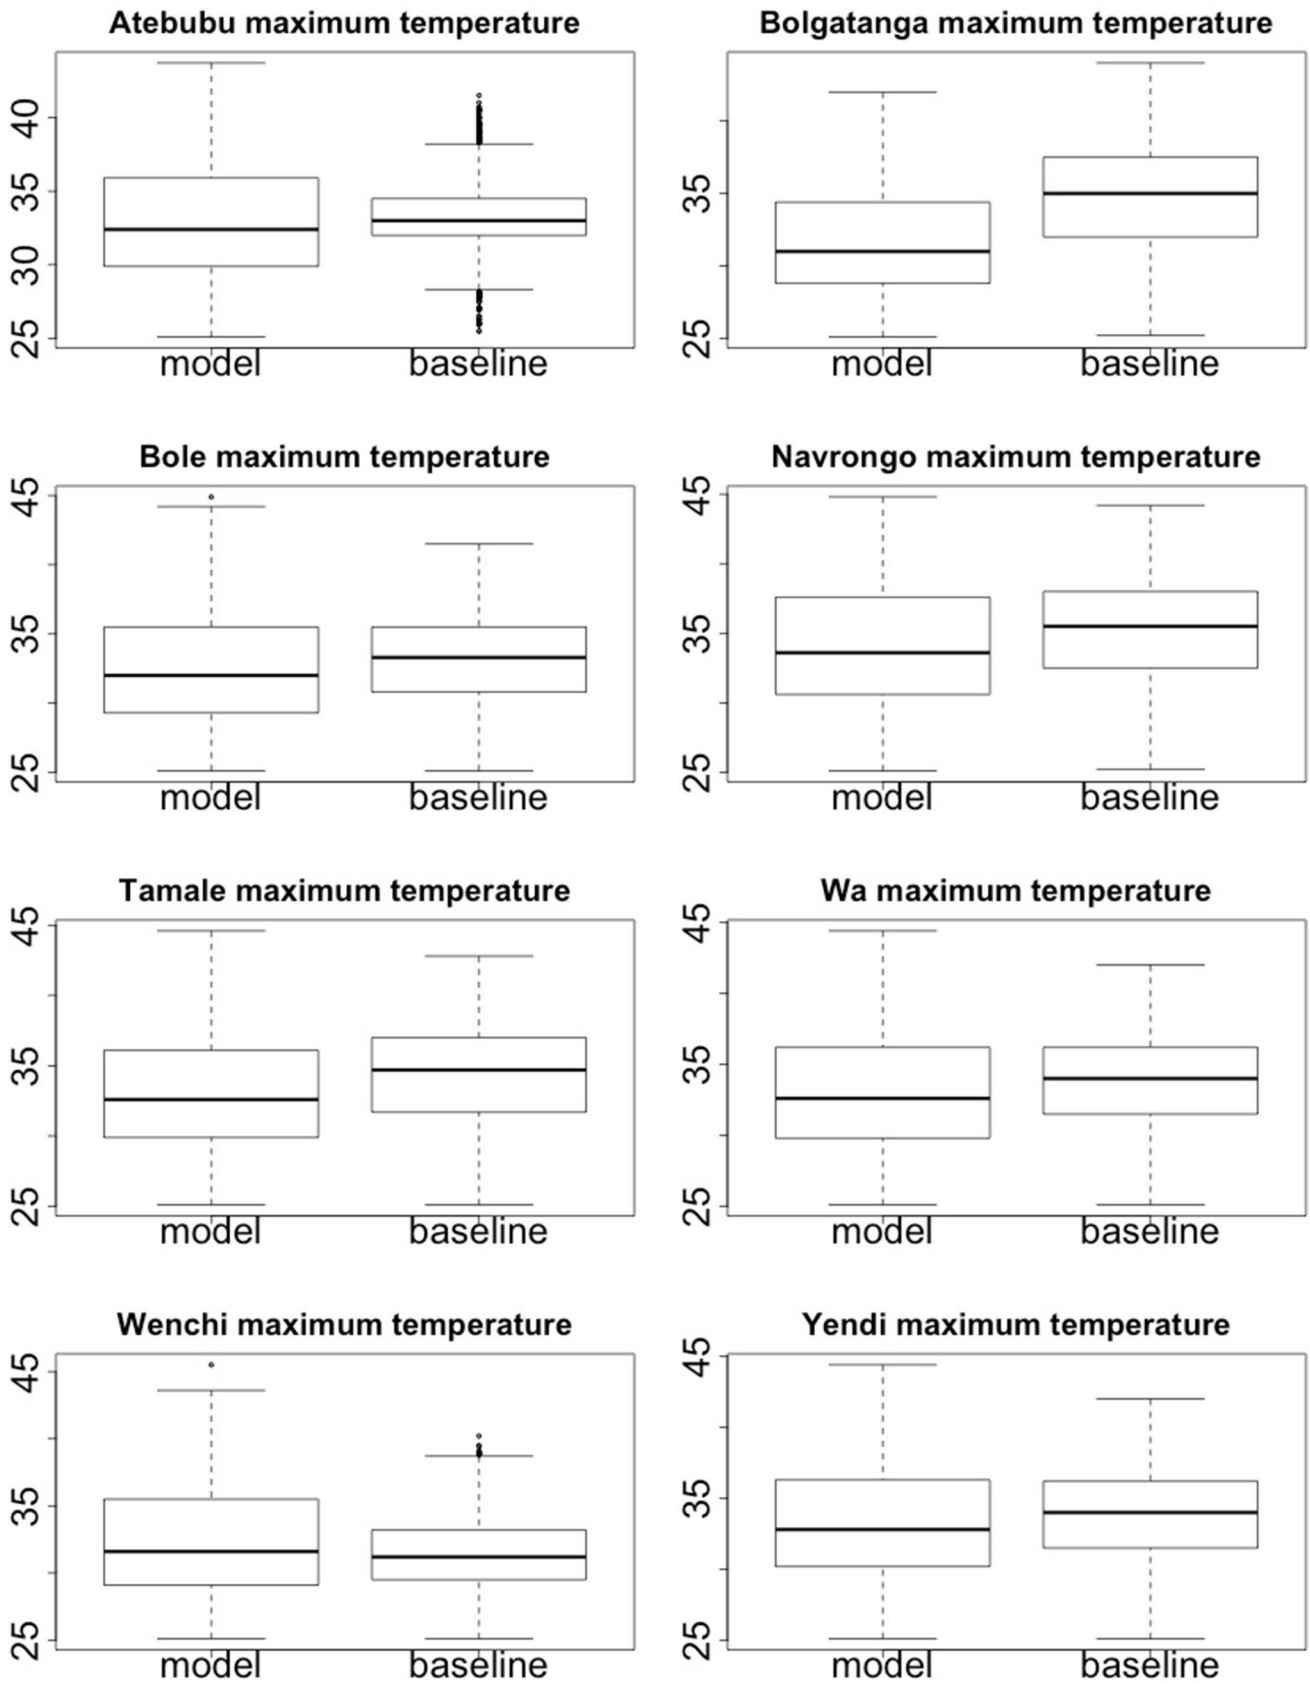 Atebubu maximum temperature
Bolgatanga maximum temperature
40
35
30
25
model baseline
35
25
model baseline
Bole maximum temperature
Navrongo maximum temperature
45
35
25
model baseline
45
35
25
model baseline
Tamale maximum temperature
Wa maximum temperature
45
35
25
model baseline
45
35
25
model baseline
Wenchi maximum temperature
Yendi maximum temperature
45
35
25
model baseline
45
35
25
model baseline